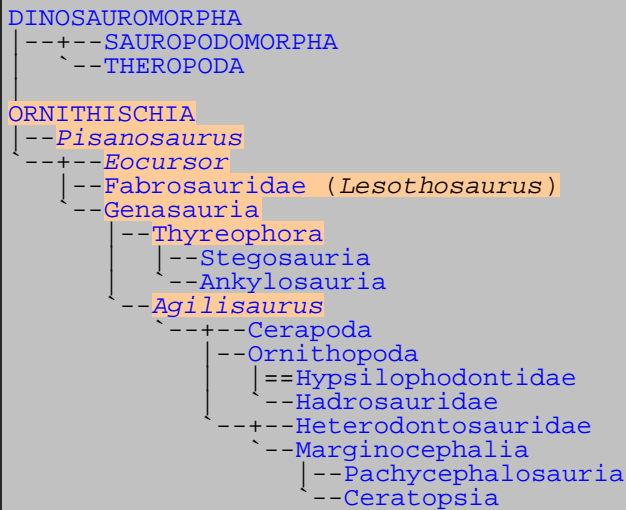 DINOSAUROMORPHA
|--+--SAUROPODOMORPHA
|  `--THEROPODA
|
ORNITHISCHIA
|--Pisanosaurus
`--+--Eocursor
   |--Fabrosauridae (Lesothosaurus)
   `--Genasauria
      |--Thyreophora
      |  |--Stegosauria
      |  `--Ankylosauria
      `--Agilisaurus
         `--+--Cerapoda
            |--Ornithopoda
            |  |==Hypsilophodontidae
            |  `--Hadrosauridae
            `--+--Heterodontosauridae
               `--Marginocephalia
                  |--Pachycephalosauria
                  `--Ceratopsia